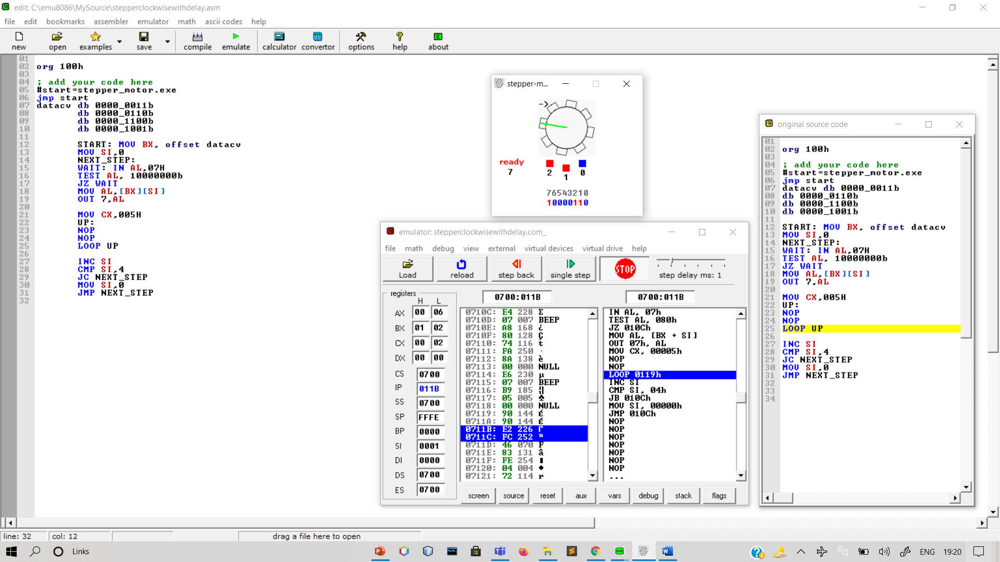 edit: C:\emu8086\MySource\stepperclockwisewithdelay.asm
file edit bookmarks assembler emulator math ascii codes help
new open examples save compile emulate calculator convertor options help about
01
02 org 100h
03
04 ; add your code here
05 #start=stepper_motor.exe
06 jmp start
07 datacv db 0000_0011b
08 db 0000_0110b
09 db 0000_1100b
10 db 0000_1001b
11
12 START: MOV BX, offset datacv
13 MOV SI,0
14 NEXT_STEP:
15 WAIT: IN AL,07H
16 TEST AL, 10000000b
17 JZ WAIT
18 MOV AL,[BX][SI]
19 OUT 7,AL
20
21 MOV CX,005H
22 UP:
23 NOP
24 NOP
25 LOOP UP
26
27 INC SI
28 CMP SI,4
29 JC NEXT_STEP
30 MOV SI,0
31 JMP NEXT_STEP
32
stepper-m...
->
ready
7
2 1 0
76543210
10000110
emulator: stepperclockwisewithdelay.com_
file math debug view external virtual devices virtual drive help
Load reload step back single step STOP step delay ms: 1
registers
H L
AX 00 06
BX 01 02
CX 00 02
DX 00 00
CS 0700
IP 011B
SS 0700
SP FFFE
BP 0000
SI 0001
DI 0000
DS 0700
ES 0700
0700:011B
0710C: E4 228 Σ
0710D: 07 007 BEEP
0710E: A8 168 ¿
0710F: 80 128 Ç
07110: 74 116 t
07111: FA 250 ·
07112: 8A 138 è
07113: 00 000 NULL
07114: E6 230 µ
07115: 07 007 BEEP
07116: B9 185 ╣
07117: 05 005 ♣
07118: 00 000 NULL
07119: 90 144 É
0711A: 90 144 É
0711B: E2 226 Γ
0711C: FC 252 ⁿ
0711D: 46 070 F
0711E: 83 131 â
0711F: FE 254 ■
07120: 04 004 ♦
07121: 72 114 r
0700:011B
IN AL, 07h
TEST AL, 080h
JZ 010Ch
MOV AL, [BX + SI]
OUT 07h, AL
MOV CX, 00005h
NOP
NOP
LOOP 0119h
INC SI
CMP SI, 04h
JB 010Ch
MOV SI, 00000h
JMP 010Ch
NOP
NOP
NOP
NOP
NOP
NOP
NOP
...
screen source reset aux vars debug stack flags
original source code
01
02 org 100h
03
04 ; add your code here
05 #start=stepper_motor.exe
06 jmp start
07 datacv db 0000_0011b
08 db 0000_0110b
09 db 0000_1100b
10 db 0000_1001b
11
12 START: MOV BX, offset datacv
13 MOV SI,0
14 NEXT_STEP:
15 WAIT: IN AL,07H
16 TEST AL, 10000000b
17 JZ WAIT
18 MOV AL,[BX][SI]
19 OUT 7,AL
20
21 MOV CX,005H
22 UP:
23 NOP
24 NOP
25 LOOP UP
26
27 INC SI
28 CMP SI,4
29 JC NEXT_STEP
30 MOV SI,0
31 JMP NEXT_STEP
32
33
34
line: 32 col: 12 drag a file here to open
Links ENG 19:20